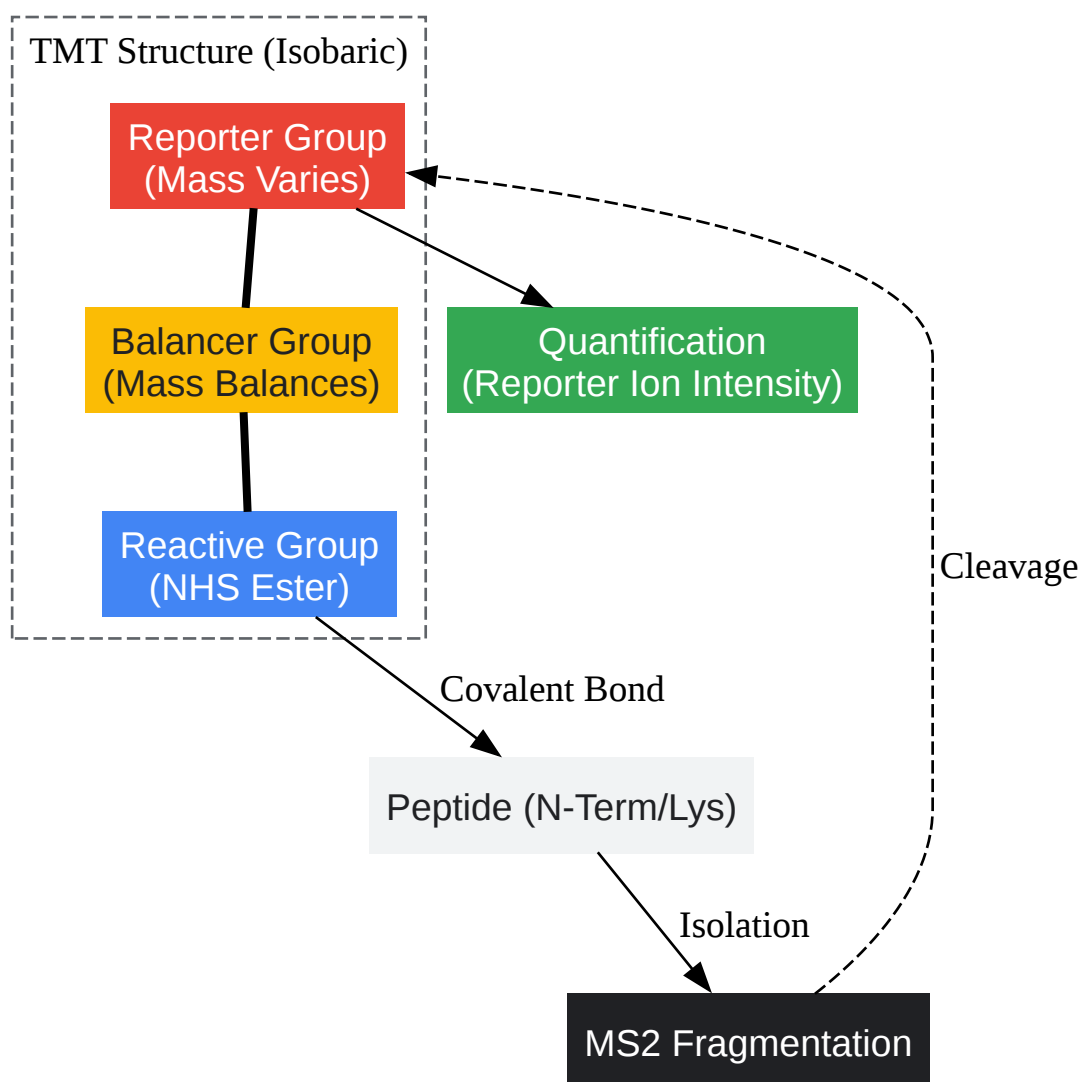 TMT Structure (Isobaric)
Reporter Group
(Mass Varies)
Balancer Group
(Mass Balances)
Quantification
(Reporter Ion Intensity)
Reactive Group
(NHS Ester)
Cleavage
Covalent Bond
Peptide (N-Term/Lys)
Isolation
MS2 Fragmentation